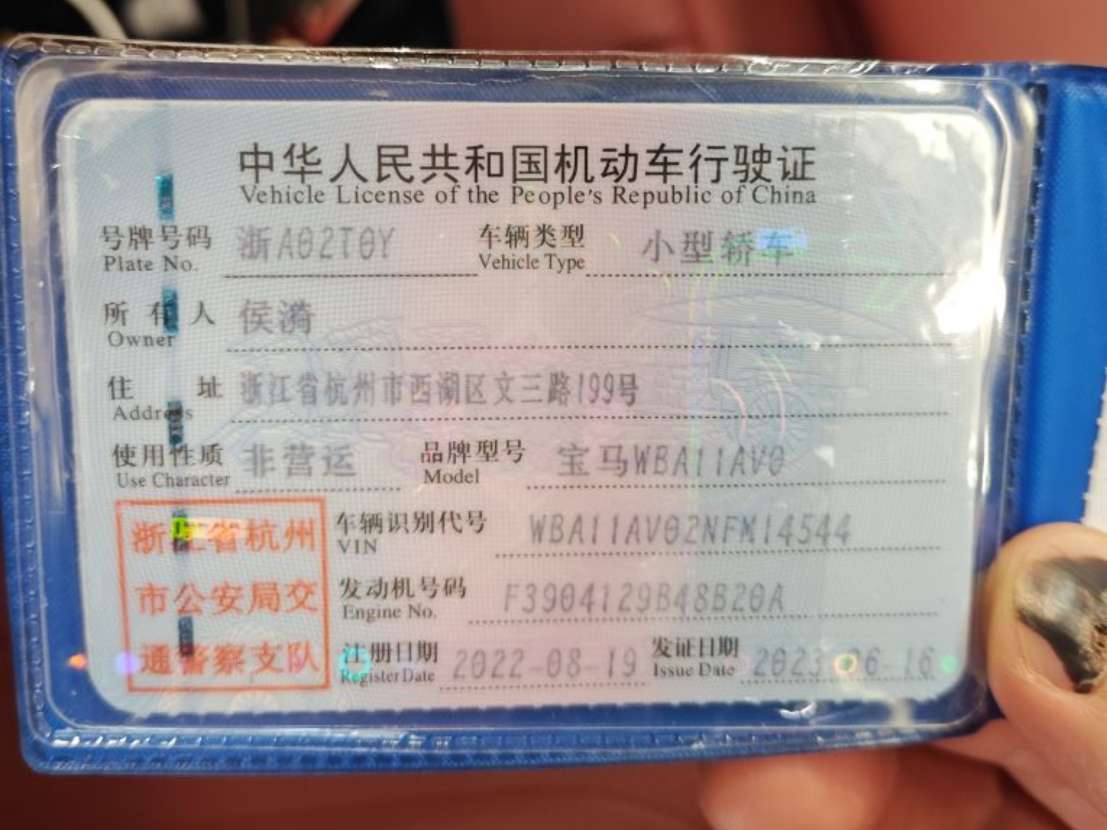 中华人民共和国机动车行驶证
Vehicle License of the People's Republic of China
号牌号码 浙A02T0Y 车辆类型 小型轿车
Plate No. Vehicle Type
所有人 侯漪
Owner
住址 浙江省杭州市西湖区文三路199号
Address
使用性质 非营运 品牌型号 宝马WBA11AV0
Use Character Model
浙江省杭州 车辆识别代号 WBA11AV02NFM14544
VIN
市公安局交 发动机号码 F3904129B48B20A
Engine No.
通警察支队 注册日期 2022-08-19 发证日期 2023-06-16
Register Date Issue Date